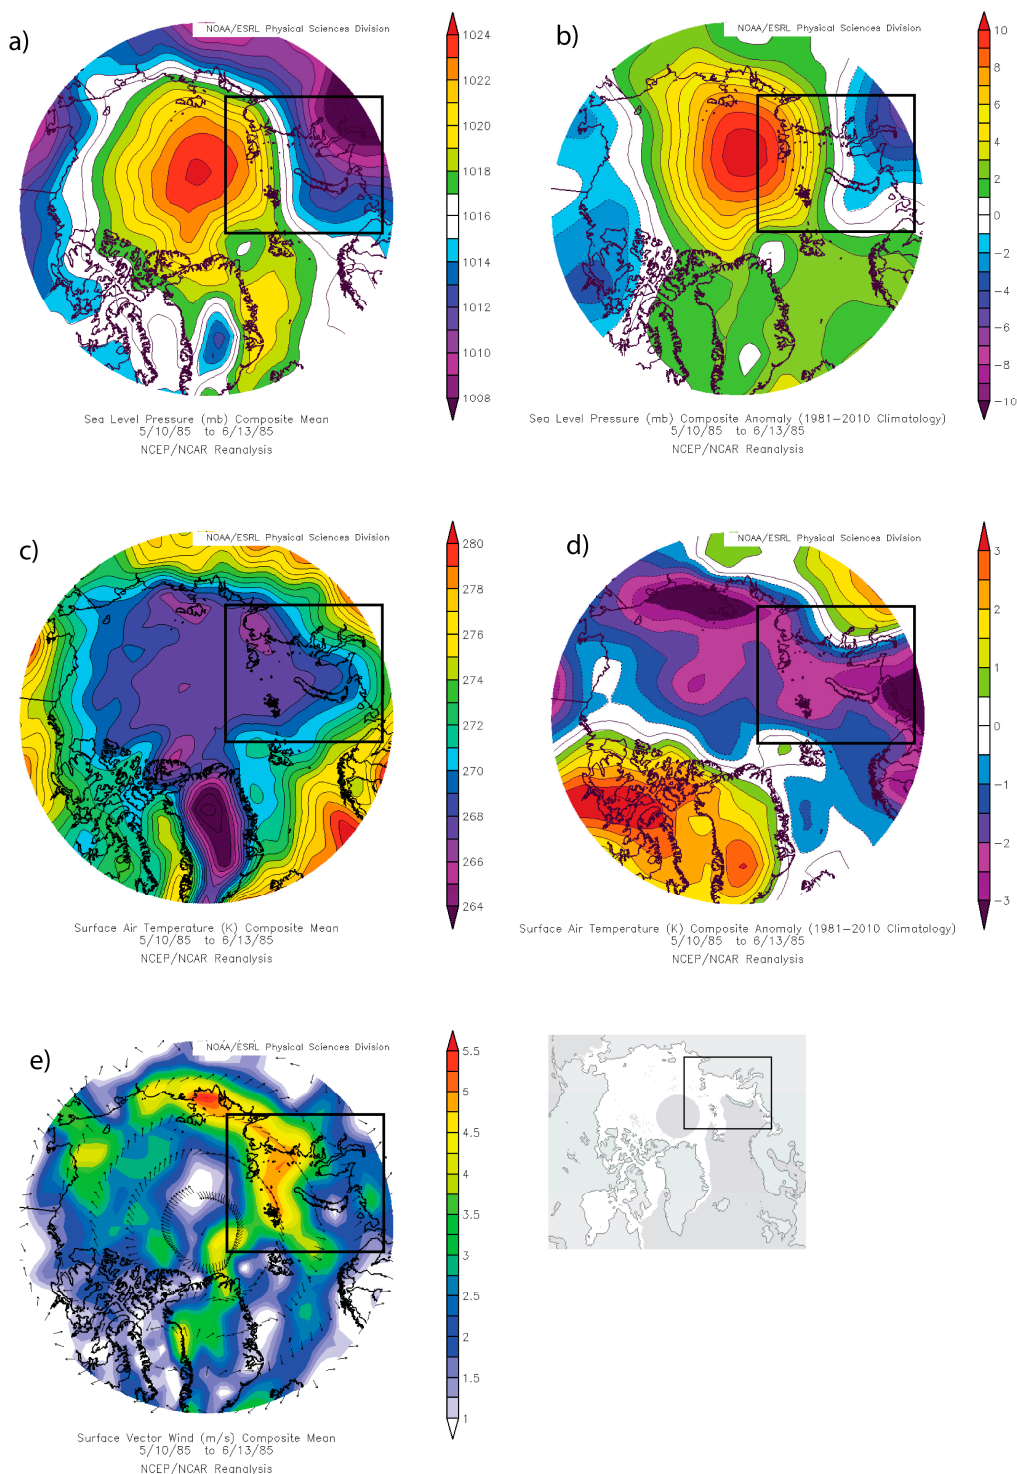 a)
NOAA/ESRL Physical Sciences Division
1024
1022
1020
1018
1016
1014
1012
1010
1008
Sea Level Pressure (mb) Composite Mean
5/10/85 to 6/13/85
NCEP/NCAR Reanalysis
b)
NOAA/ESRL Physical Sciences Division
10
8
6
4
2
1
0
-1
-2
-4
-6
-8
-10
Sea Level Pressure (mb) Composite Anomaly (1981-2010 Climatology)
5/10/85 to 6/13/85
NCEP/NCAR Reanalysis
c)
NOAA/ESRL Physical Sciences Division
280
278
276
274
272
270
268
266
264
Surface Air Temperature (K) Composite Mean
5/10/85 to 6/13/85
NCEP/NCAR Reanalysis
d)
NOAA/ESRL Physical Sciences Division
3
2
1
0
-1
-2
-3
Surface Air Temperature (K) Composite Anomaly (1981-2010 Climatology)
5/10/85 to 6/13/85
NCEP/NCAR Reanalysis
e)
NOAA/ESRL Physical Sciences Division
5.5
5
4.5
4
3.5
3
2.5
2
1.5
1
Surface Vector Wind (m/s) Composite Mean
5/10/85 to 6/13/85
NCEP/NCAR Reanalysis